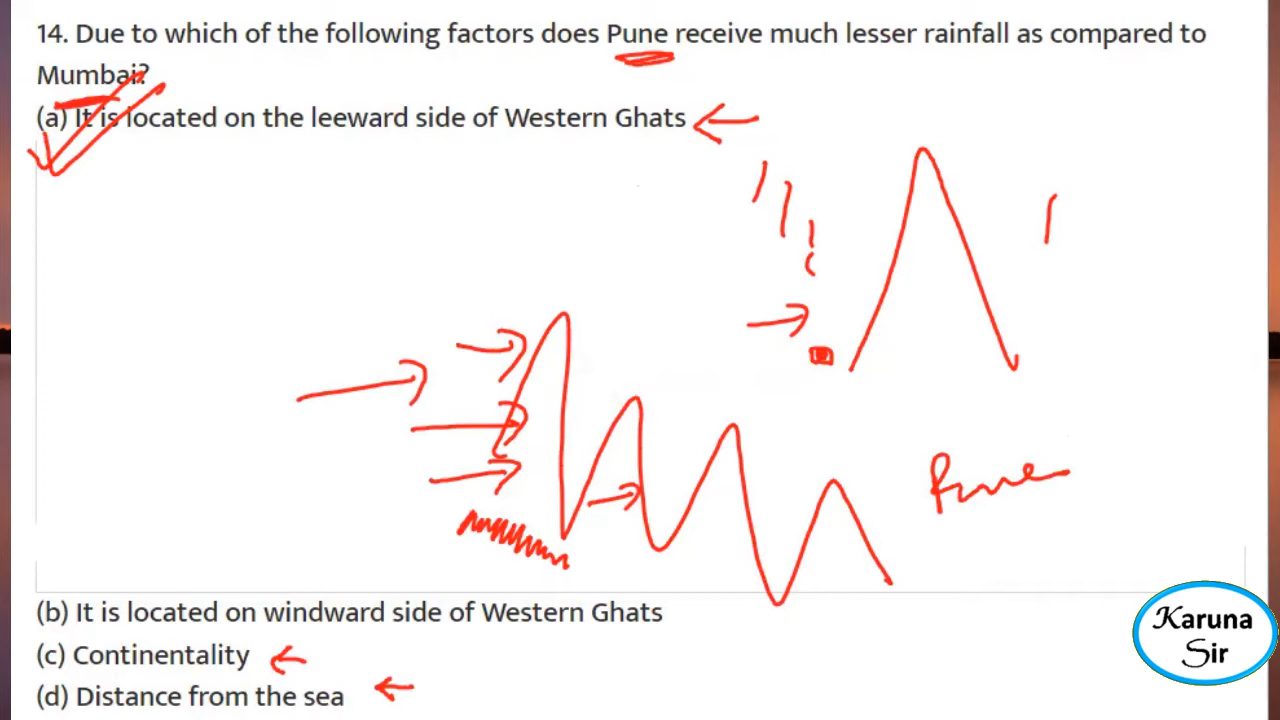 14. Due to which of the following factors does Pune receive much lesser rainfall as compared to
Mumbai?
(a) It is located on the leeward side of Western Ghats
Pune
(b) It is located on windward side of Western Ghats
(c) Continentality
(d) Distance from the sea
Karuna
Sir